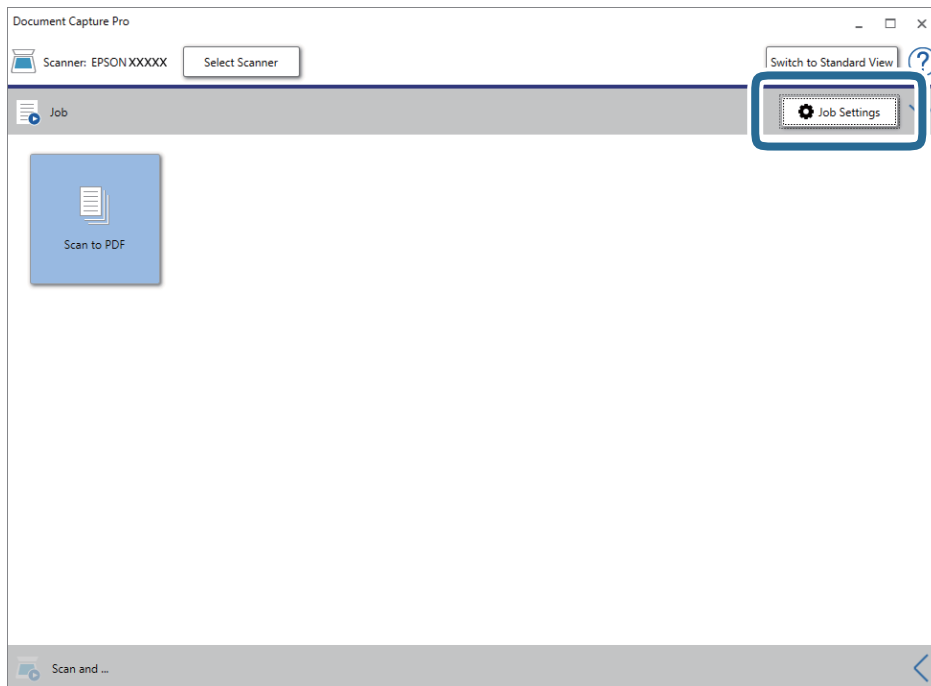 Document Capture Pro
Scanner: EPSON XXXXX
Select Scanner
Switch to Standard View
?
Job
Job Settings
Scan to PDF
Scan and ...